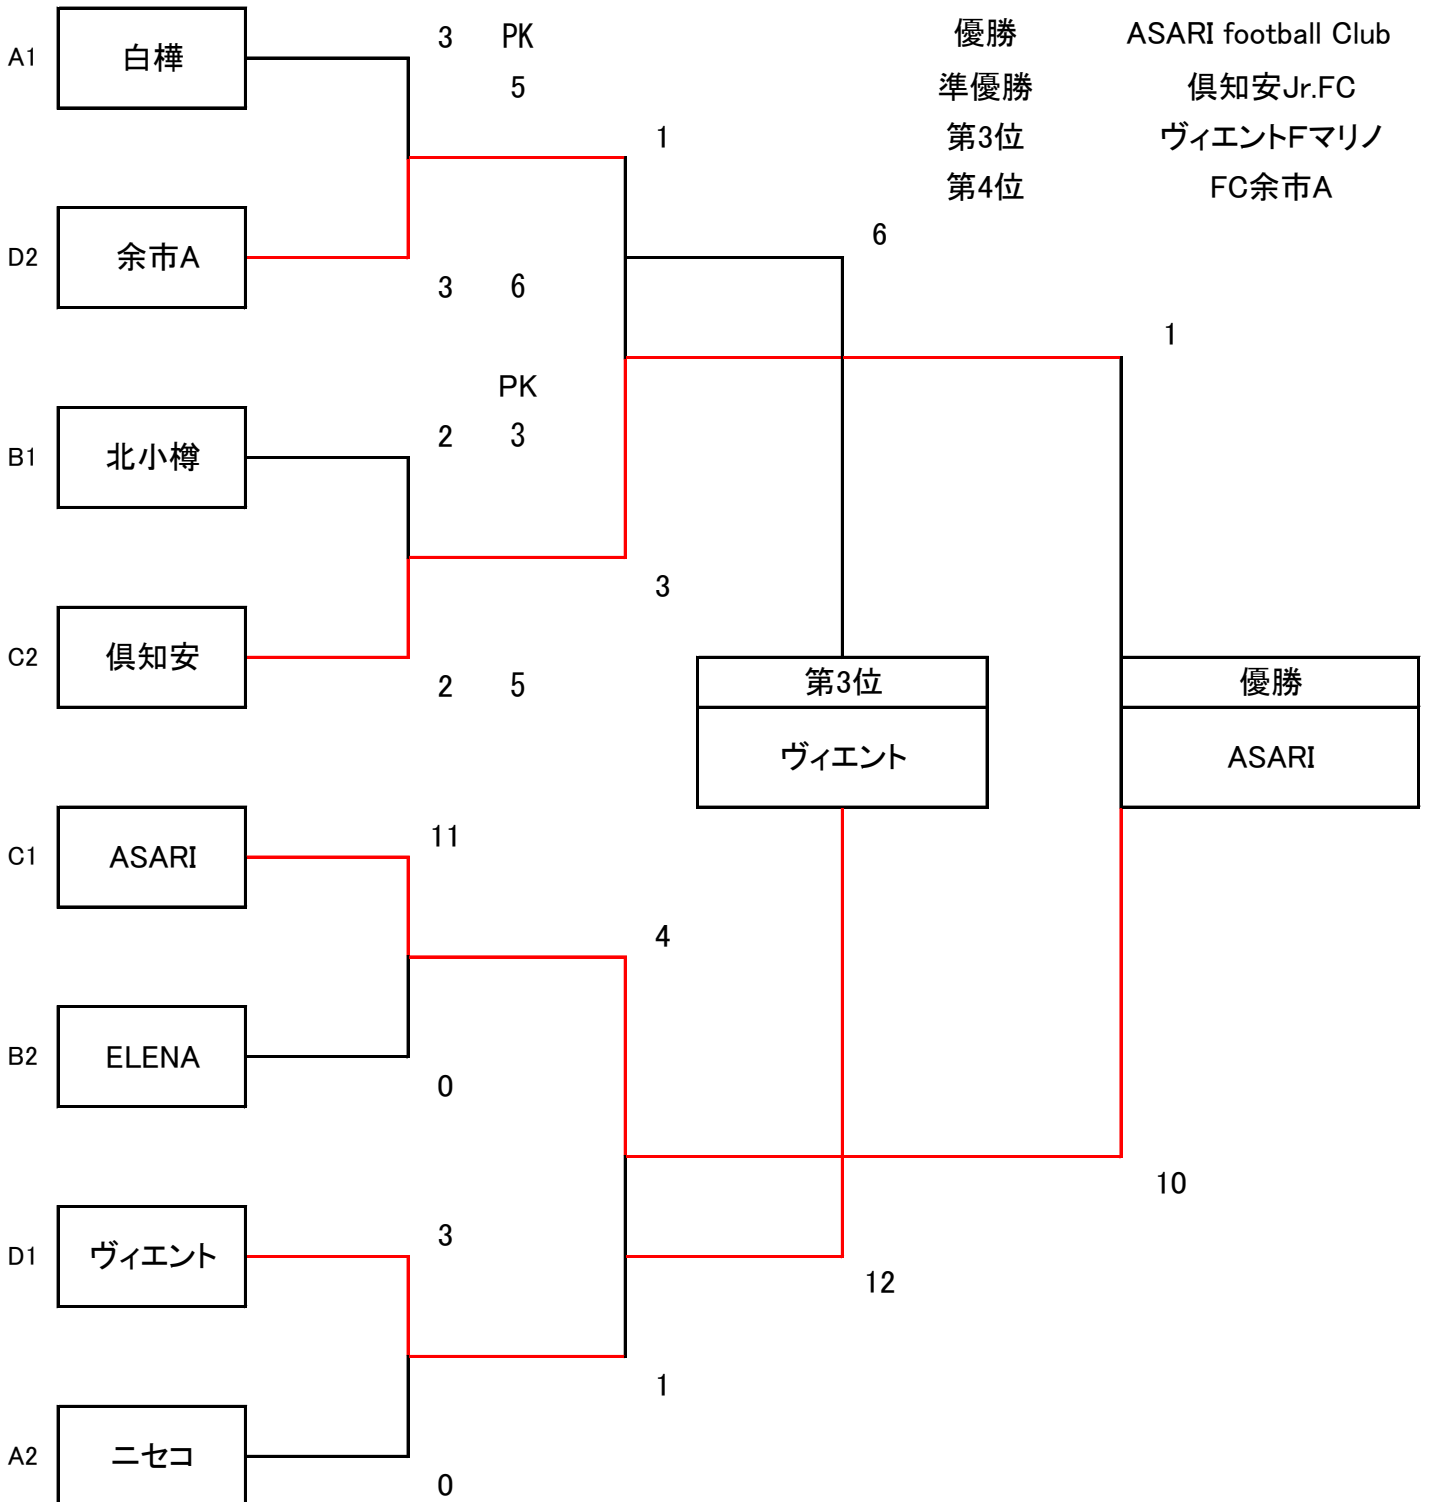 3 PK
優勝 ASARI football Club
A1 白樺
5
準優勝 倶知安Jr.FC
1
第3位 ヴィエントFマリノ
第4位 FC余市A
6
D2 余市A
3 6
1
PK
2 3
B1 北小樽
3
C2 倶知安
2 5
第3位
優勝
ヴィエント
ASARI
11
C1 ASARI
4
B2 ELENA
0
10
3
D1 ヴィエント
12
1
A2 ニセコ
0